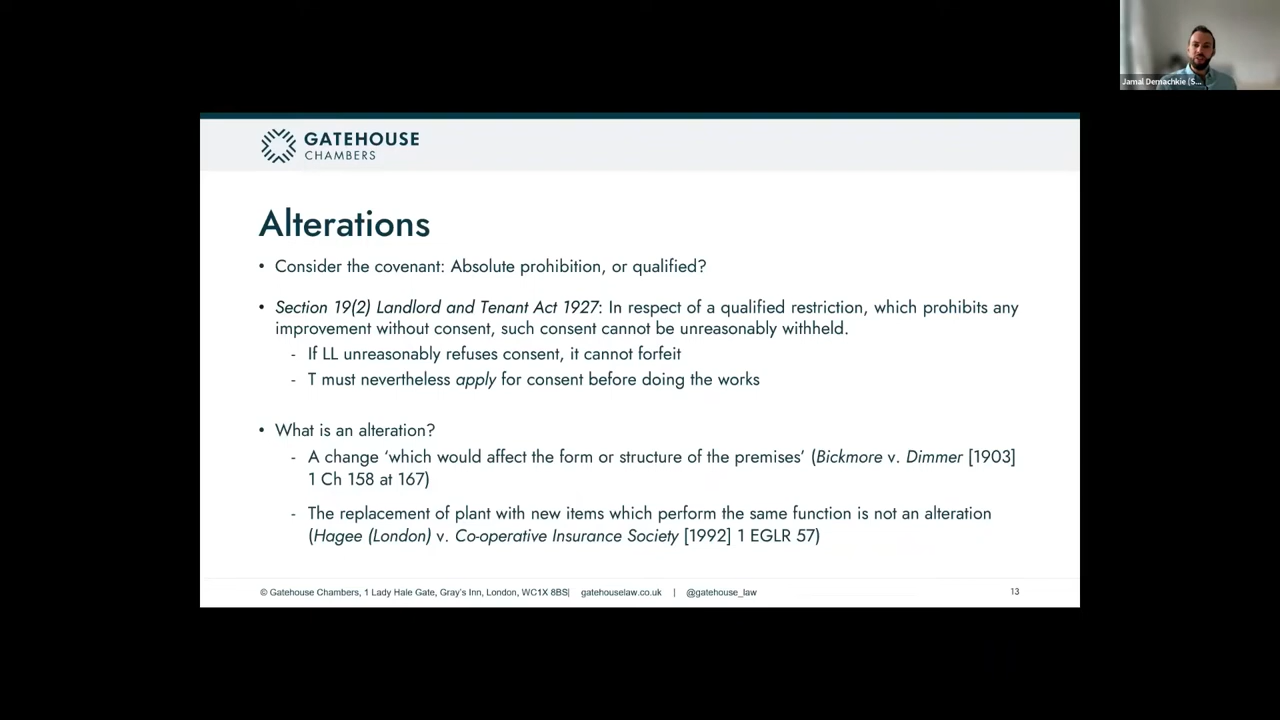 Jamal Demachkie (S...
GATEHOUSE
CHAMBERS
Alterations
• Consider the covenant: Absolute prohibition, or qualified?
• Section 19(2) Landlord and Tenant Act 1927: In respect of a qualified restriction, which prohibits any
improvement without consent, such consent cannot be unreasonably withheld.
- If LL unreasonably refuses consent, it cannot forfeit
- T must nevertheless apply for consent before doing the works
• What is an alteration?
- A change ‘which would affect the form or structure of the premises’ (Bickmore v. Dimmer [1903]
1 Ch 158 at 167)
- The replacement of plant with new items which perform the same function is not an alteration
(Hagee (London) v. Co-operative Insurance Society [1992] 1 EGLR 57)
© Gatehouse Chambers, 1 Lady Hale Gate, Gray’s Inn, London, WC1X 8BS| gatehouselaw.co.uk | @gatehouse_law
13